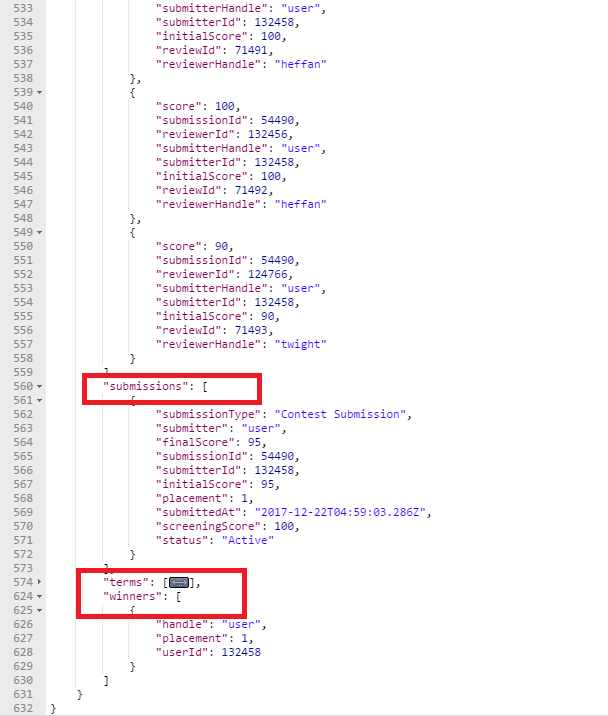 533 "submitterHandle": "user",
534 "submitterId": 132458,
535 "initialScore": 100,
536 "reviewId": 71491,
537 "reviewerHandle": "heffan"
538 },
539 {
540 "score": 100,
541 "submissionId": 54490,
542 "reviewerId": 132456,
543 "submitterHandle": "user",
544 "submitterId": 132458,
545 "initialScore": 100,
546 "reviewId": 71492,
547 "reviewerHandle": "heffan"
548 },
549 {
550 "score": 90,
551 "submissionId": 54490,
552 "reviewerId": 124766,
553 "submitterHandle": "user",
554 "submitterId": 132458,
555 "initialScore": 90,
556 "reviewId": 71493,
557 "reviewerHandle": "twight"
558 }
559 ]
560 "submissions": [
561 {
562 "submissionType": "Contest Submission",
563 "submitter": "user",
564 "finalScore": 95,
565 "submissionId": 54490,
566 "submitterId": 132458,
567 "initialScore": 95,
568 "placement": 1,
569 "submittedAt": "2017-12-22T04:59:03.286Z",
570 "screeningScore": 100,
571 "status": "Active"
572 }
573 ],
574 "terms": [],
624 "winners": [
625 {
626 "handle": "user",
627 "placement": 1,
628 "userId": 132458
629 }
630 ]
631 }
632 }